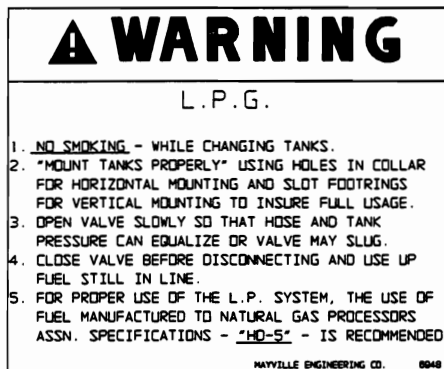 WARNING
L.P.G.
1. NO SMOKING - WHILE CHANGING TANKS.
2. "MOUNT TANKS PROPERLY" USING HOLES IN COLLAR
FOR HORIZONTAL MOUNTING AND SLOT FOOTRINGS
FOR VERTICAL MOUNTING TO INSURE FULL USAGE.
3. OPEN VALVE SLOWLY SO THAT HOSE AND TANK
PRESSURE CAN EQUALIZE OR VALVE MAY SLUG.
4. CLOSE VALVE BEFORE DISCONNECTING AND USE UP
FUEL STILL IN LINE.
5. FOR PROPER USE OF THE L.P. SYSTEM, THE USE OF
FUEL MANUFACTURED TO NATURAL GAS PROCESSORS
ASSN. SPECIFICATIONS - "HD-5" - IS RECOMMENDED
MAYVILLE ENGINEERING CO. 6948